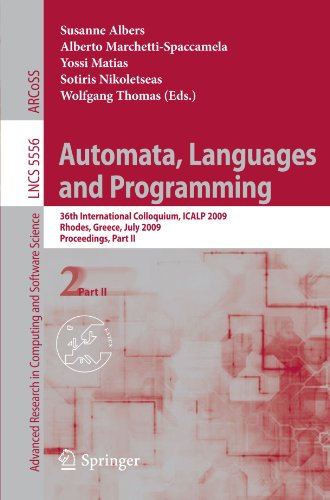 Susanne Albers
Alberto Marchetti-Spaccamela
Yossi Matias
Sotiris Nikoletseas
Wolfgang Thomas (Eds.)
ARCoSS
LNCS 5556
Advanced Research in Computing and Software Science
Automata, Languages
and Programming
36th International Colloquium, ICALP 2009
Rhodes, Greece, July 2009
Proceedings, Part II
2 Part II
EATCS
Springer